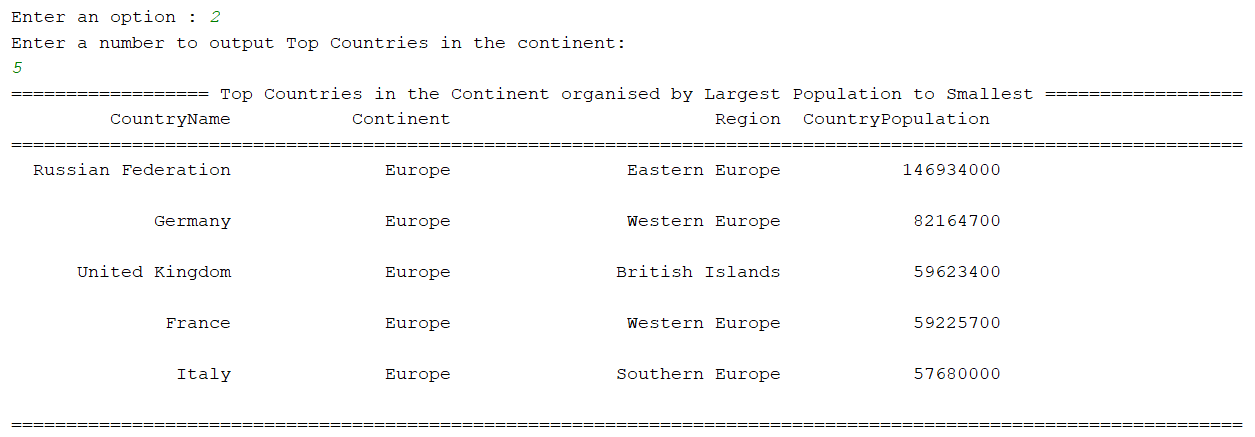 Enter an option : 2
Enter a number to output Top Countries in the continent:
5
================== Top Countries in the Continent organised by Largest Population to Smallest ==================
CountryName Continent Region CountryPopulation
================================================================================================================
Russian Federation Europe Eastern Europe 146934000
Germany Europe Western Europe 82164700
United Kingdom Europe British Islands 59623400
France Europe Western Europe 59225700
Italy Europe Southern Europe 57680000
================================================================================================================